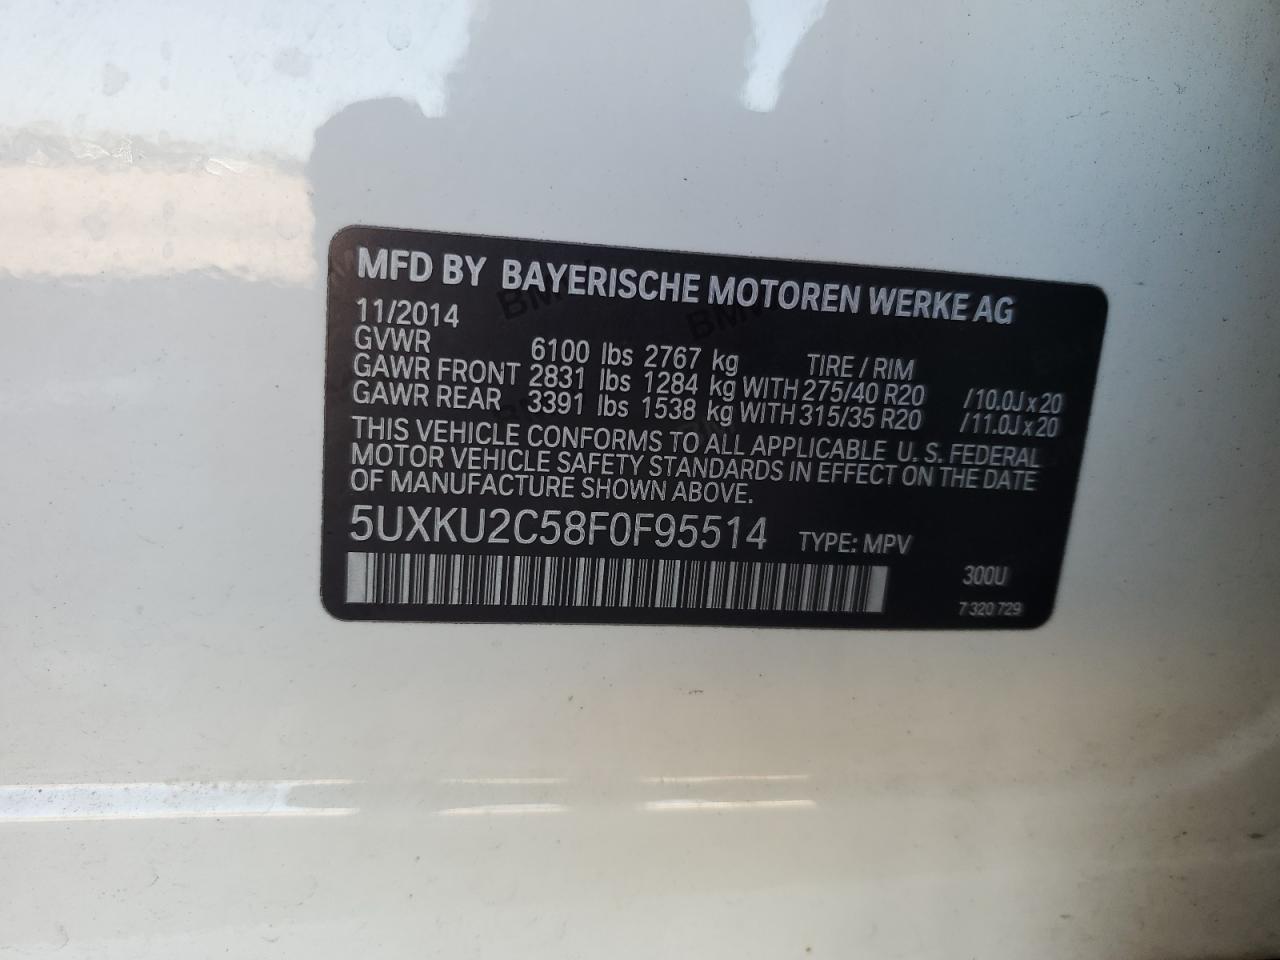 MFD BY BAYERISCHE MOTOREN WERKE AG
11/2014
GVWR 6100 lbs 2767 kg TIRE / RIM
GAWR FRONT 2831 lbs 1284 kg WITH 275/40 R20 / 10.0J x 20
GAWR REAR 3391 lbs 1538 kg WITH 315/35 R20 / 11.0J x 20
THIS VEHICLE CONFORMS TO ALL APPLICABLE U. S. FEDERAL
MOTOR VEHICLE SAFETY STANDARDS IN EFFECT ON THE DATE
OF MANUFACTURE SHOWN ABOVE.
5UXKU2C58F0F95514 TYPE: MPV
300U
7 320 729